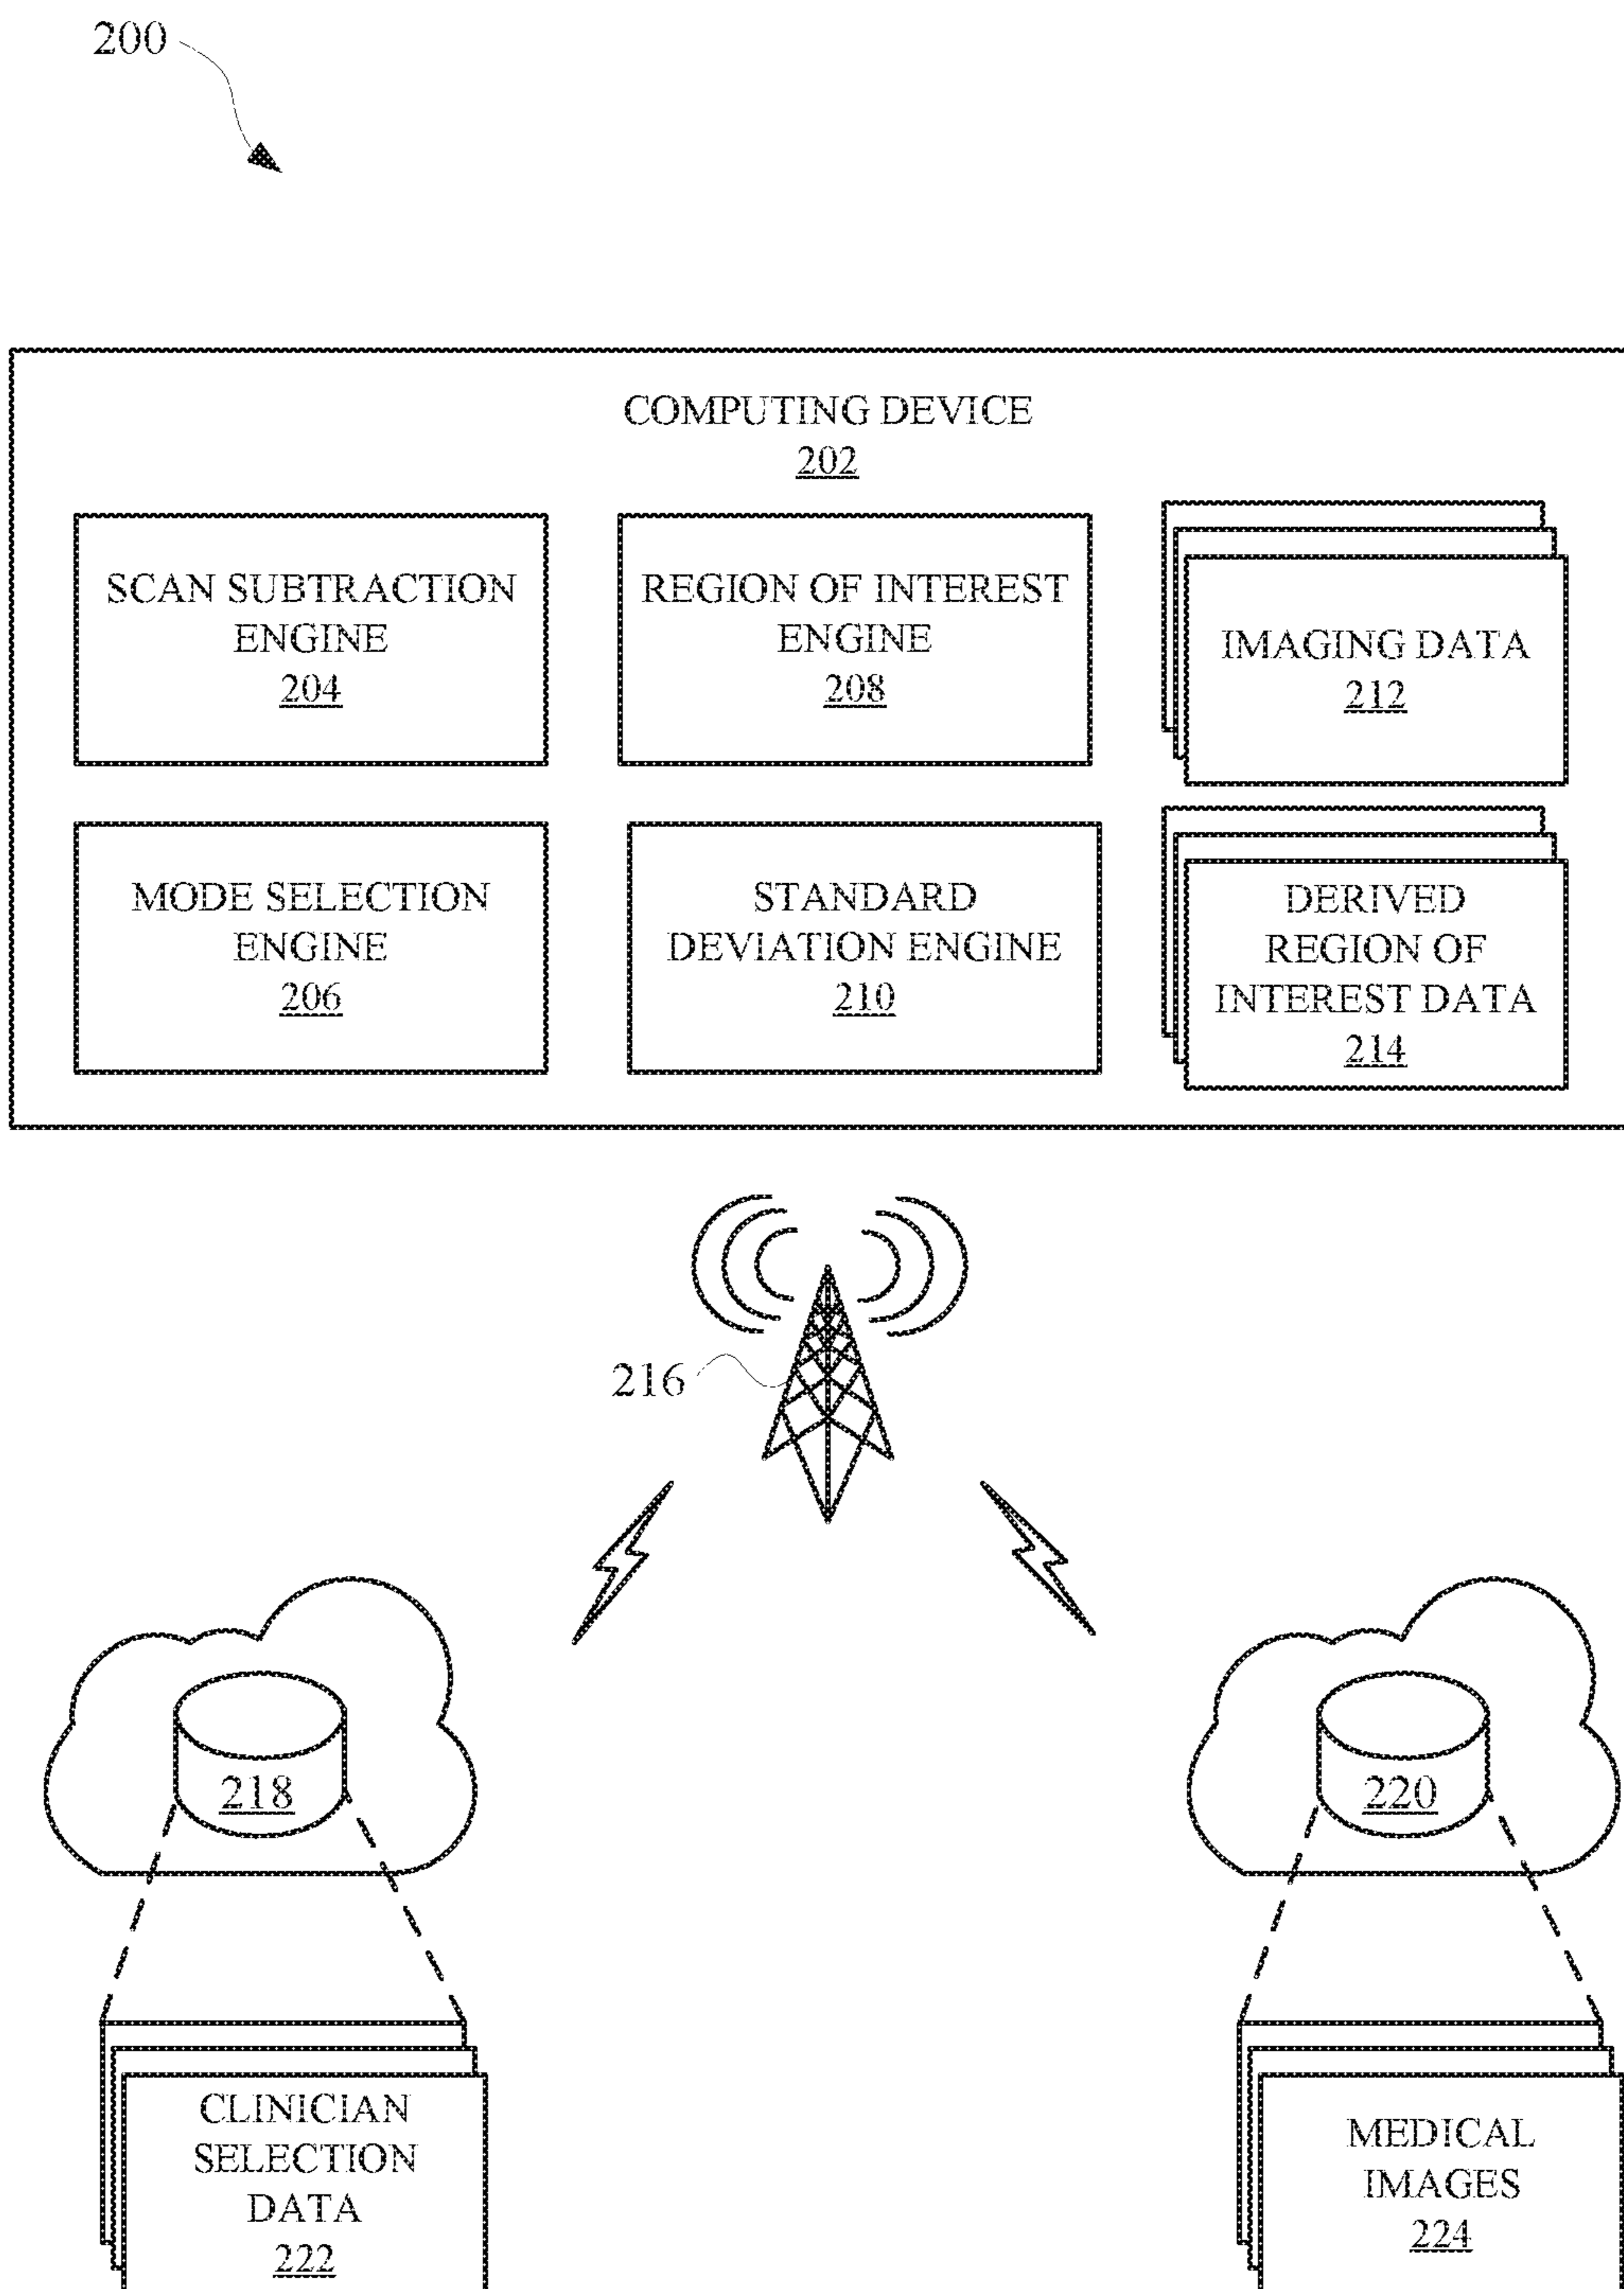 200
COMPUTING DEVICE
202
SCAN SUBTRACTION
ENGINE
204
REGION OF INTEREST
ENGINE
208
IMAGING DATA
212
MODE SELECTION
ENGINE
206
STANDARD
DEVIATION ENGINE
210
DERIVED
REGION OF
INTEREST DATA
214
216
218
220
CLINICIAN
SELECTION
DATA
222
MEDICAL
IMAGES
224